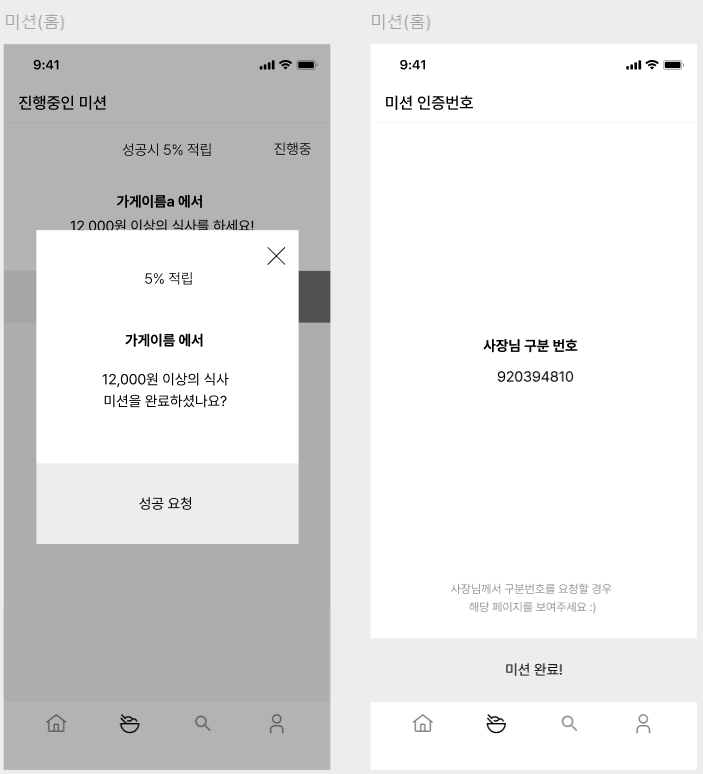 미션(홈)
9:41
진행중인 미션
성공시 5% 적립
진행중
가게이름a 에서
12,000원 이상의 식사를 하세요!
5% 적립
가게이름 에서
12,000원 이상의 식사
미션을 완료하셨나요?
성공 요청
미션(홈)
9:41
미션 인증번호
사장님 구분 번호
920394810
사장님께서 구분번호를 요청할 경우
해당 페이지를 보여주세요 :)
미션 완료!